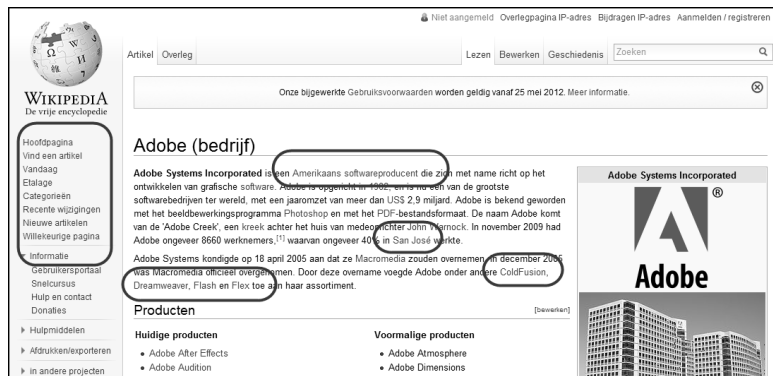 Niet aangemeld Overlegpagina IP-adres Bijdragen IP-adres Aanmelden / registreren
Artikel Overleg
Lezen Bewerken Geschiedenis Zoeken
WIKIPEDIA
De vrije encyclopedie
Onze bijgewerkte Gebruiksvoorwaarden worden geldig vanaf 25 mei 2012. Meer informatie.
Hoofdpagina
Vind een artikel
Vandaag
Etalage
Categorieën
Recente wijzigingen
Nieuwe artikelen
Willekeurige pagina
Informatie
Gebruikersportaal
Snelcursus
Hulp en contact
Donaties
Hulpmiddelen
Afdrukken/exporteren
in andere projecten
Adobe (bedrijf)
Adobe Systems Incorporated is een Amerikaans softwareproducent die zich met name richt op het
ontwikkelen van grafische software. Adobe is opgericht in 1982, en is nu een van de grootste
softwarebedrijven ter wereld, met een jaaromzet van meer dan US$ 2,9 miljard. Adobe is bekend geworden
met het beeldbewerkingsprogramma Photoshop en met het PDF-bestandsformaat. De naam Adobe komt
van de 'Adobe Creek', een kreek achter het huis van medeoprichter John Warnock. In november 2009 had
Adobe ongeveer 8660 werknemers,[1] waarvan ongeveer 40% in San José werkte.
Adobe Systems kondigde op 18 april 2005 aan dat ze Macromedia zouden overnemen. In december 2005
was Macromedia officieel overgenomen. Door deze overname voegde Adobe onder andere ColdFusion,
Dreamweaver, Flash en Flex toe aan haar assortiment.
Producten [bewerken]
Huidige producten
Adobe After Effects
Adobe Audition
Voormalige producten
Adobe Atmosphere
Adobe Dimensions
Adobe Systems Incorporated
®
Adobe